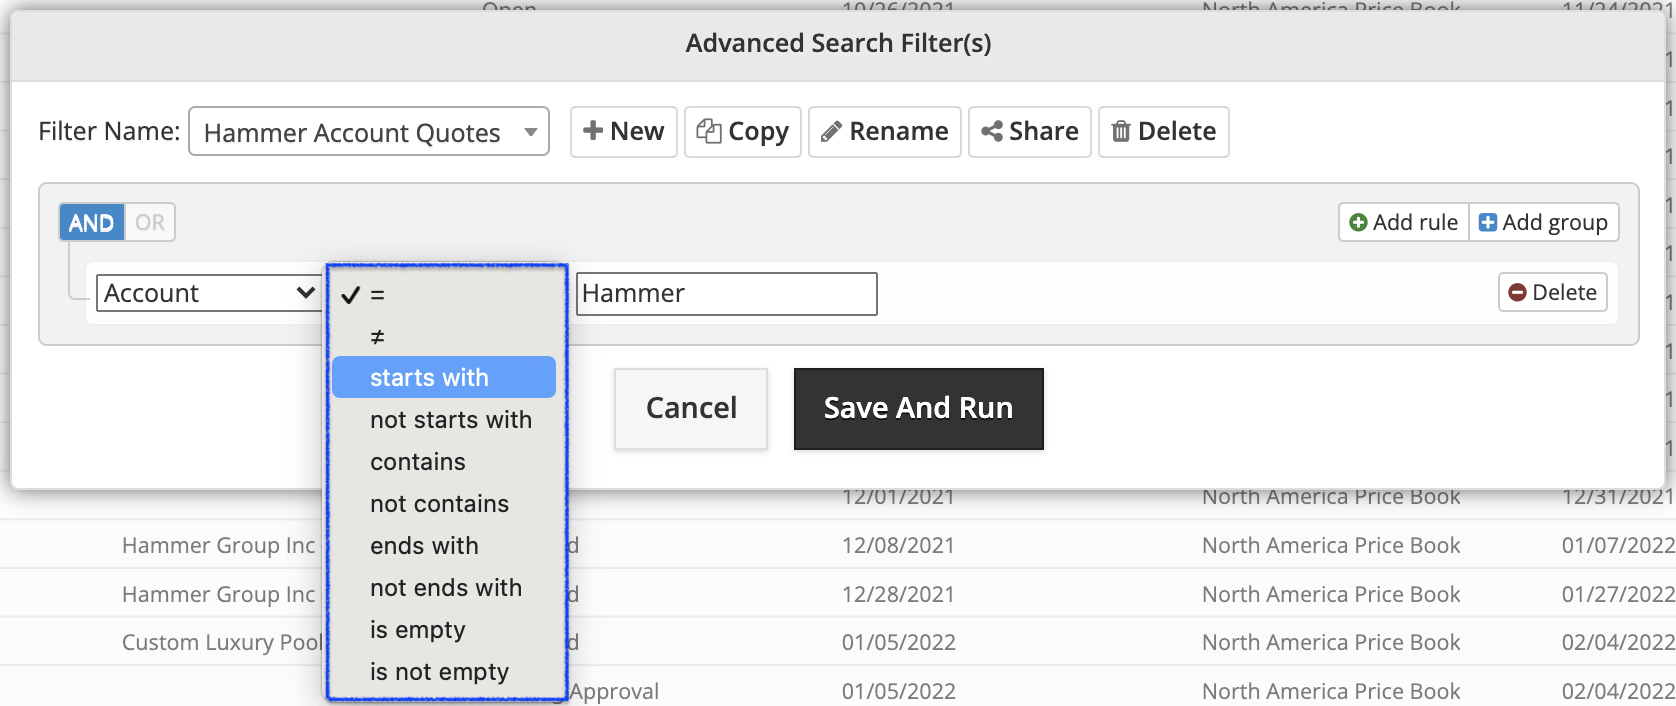 Open 10/26/2021 North America Price Book 11/24/2021
Advanced Search Filter(s)
Filter Name: Hammer Account Quotes New Copy Rename Share Delete
AND OR Add rule Add group
Account = Hammer Delete
≠
starts with
not starts with
contains
not contains
ends with
not ends with
is empty
is not empty
Cancel Save And Run
12/01/2021 North America Price Book 12/31/2021
Hammer Group Inc d 12/08/2021 North America Price Book 01/07/2022
Hammer Group Inc d 12/28/2021 North America Price Book 01/27/2022
Custom Luxury Pool d 01/05/2022 North America Price Book 02/04/2022
Approval 01/05/2022 North America Price Book 02/04/2022